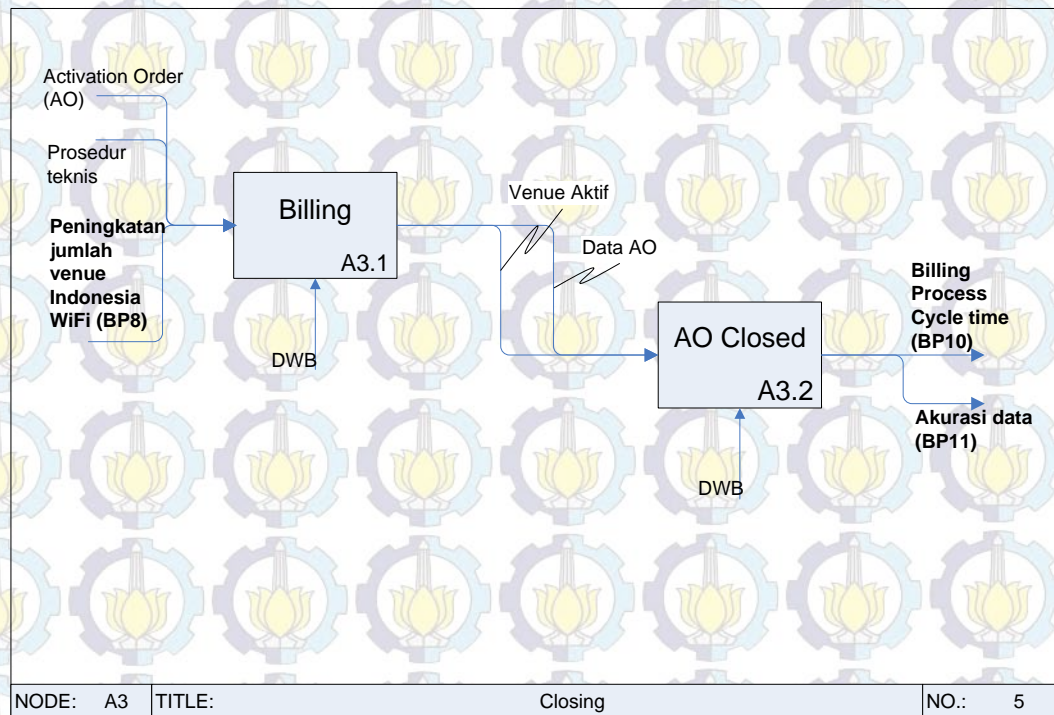 Activation Order
(AO)
Prosedur
teknis
Peningkatan
jumlah
venue
Indonesia
WiFi (BP8)
Billing
A3.1
DWB
Venue Aktif
Data AO
AO Closed
A3.2
DWB
Billing
Process
Cycle time
(BP10)
Akurasi data
(BP11)
NODE: A3 TITLE: Closing NO.: 5